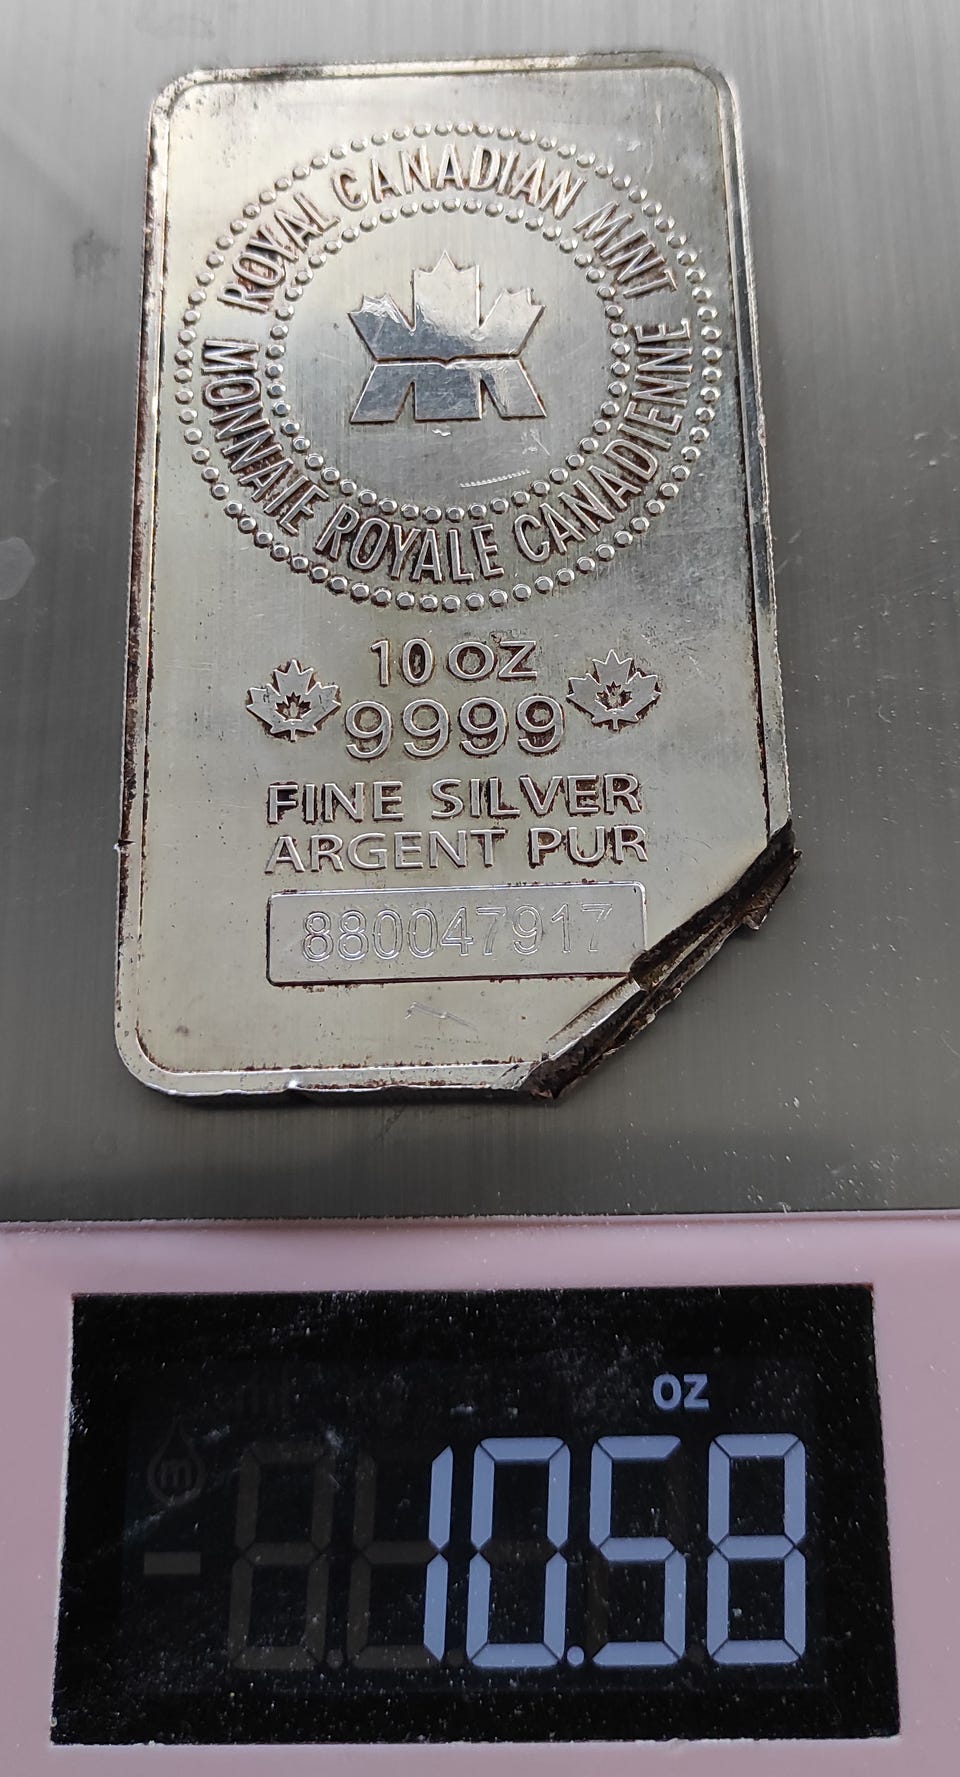 ROYAL CANADIAN MINT
MONNAIE ROYALE CANADIENNE
10 OZ
9999
FINE SILVER
ARGENT PUR
880047917
oz
10.58